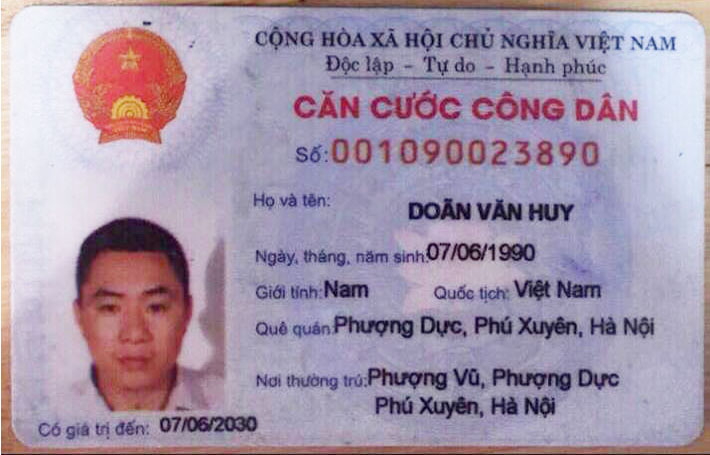 CỘNG HÒA XÃ HỘI CHỦ NGHĨA VIỆT NAM
Độc lập - Tự do - Hạnh phúc
CĂN CƯỚC CÔNG DÂN
Số: 001090023890
Họ và tên: DOÃN VĂN HUY
Ngày, tháng, năm sinh: 07/06/1990
Giới tính: Nam Quốc tịch: Việt Nam
Quê quán: Phượng Dực, Phú Xuyên, Hà Nội
Nơi thường trú: Phượng Vũ, Phượng Dực
Phú Xuyên, Hà Nội
Có giá trị đến: 07/06/2030